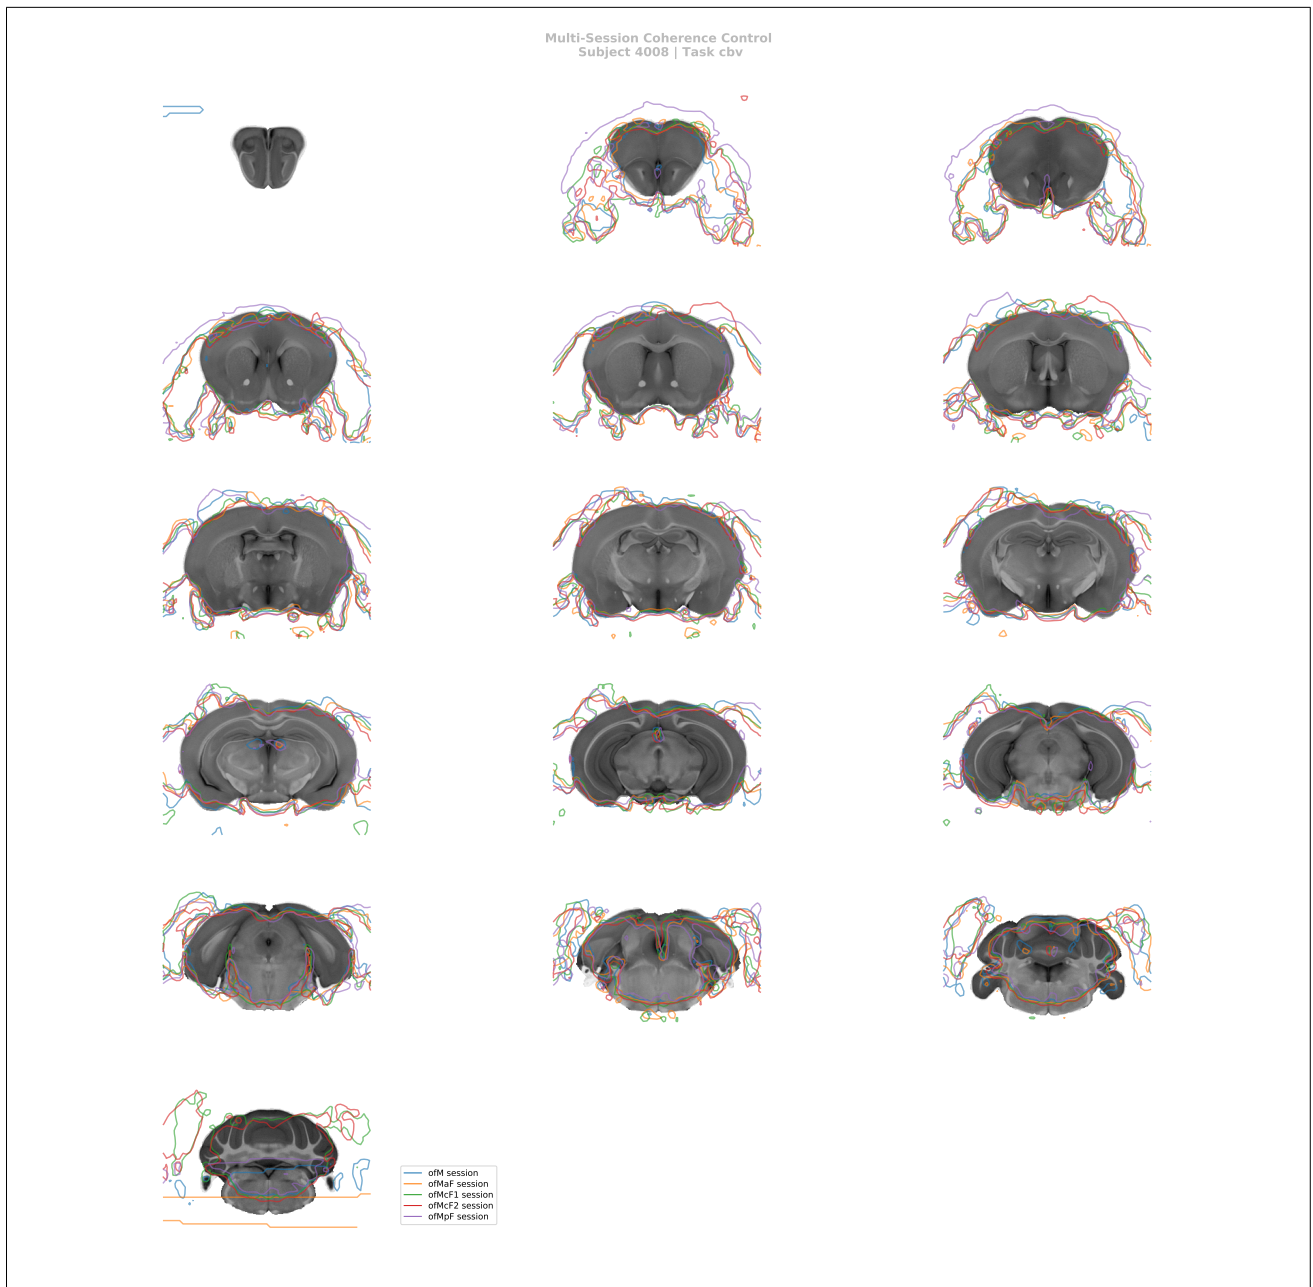 Multi-Session Coherence Control
Subject 4008 | Task cbv
ofM session
ofMaF session
ofMcF1 session
ofMcF2 session
ofMpF session